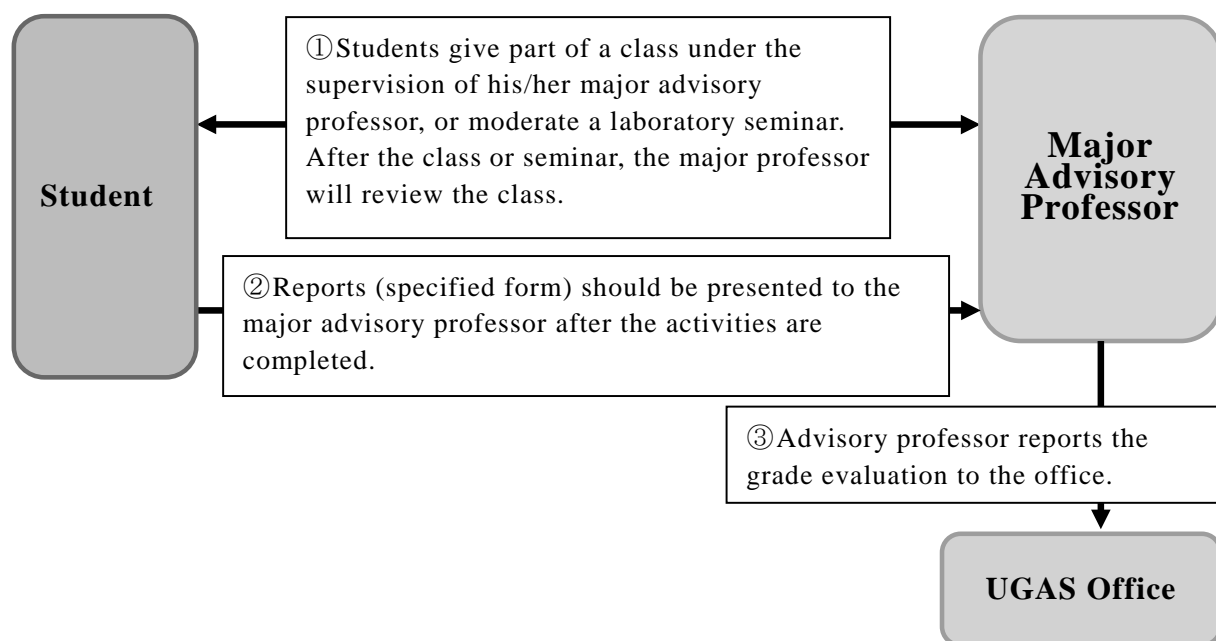 ①Students give part of a class under the
supervision of his/her major advisory
professor, or moderate a laboratory seminar.
After the class or seminar, the major professor
will review the class.
Student
Major
Advisory
Professor
②Reports (specified form) should be presented to the
major advisory professor after the activities are
completed.
③Advisory professor reports the
grade evaluation to the office.
UGAS Office